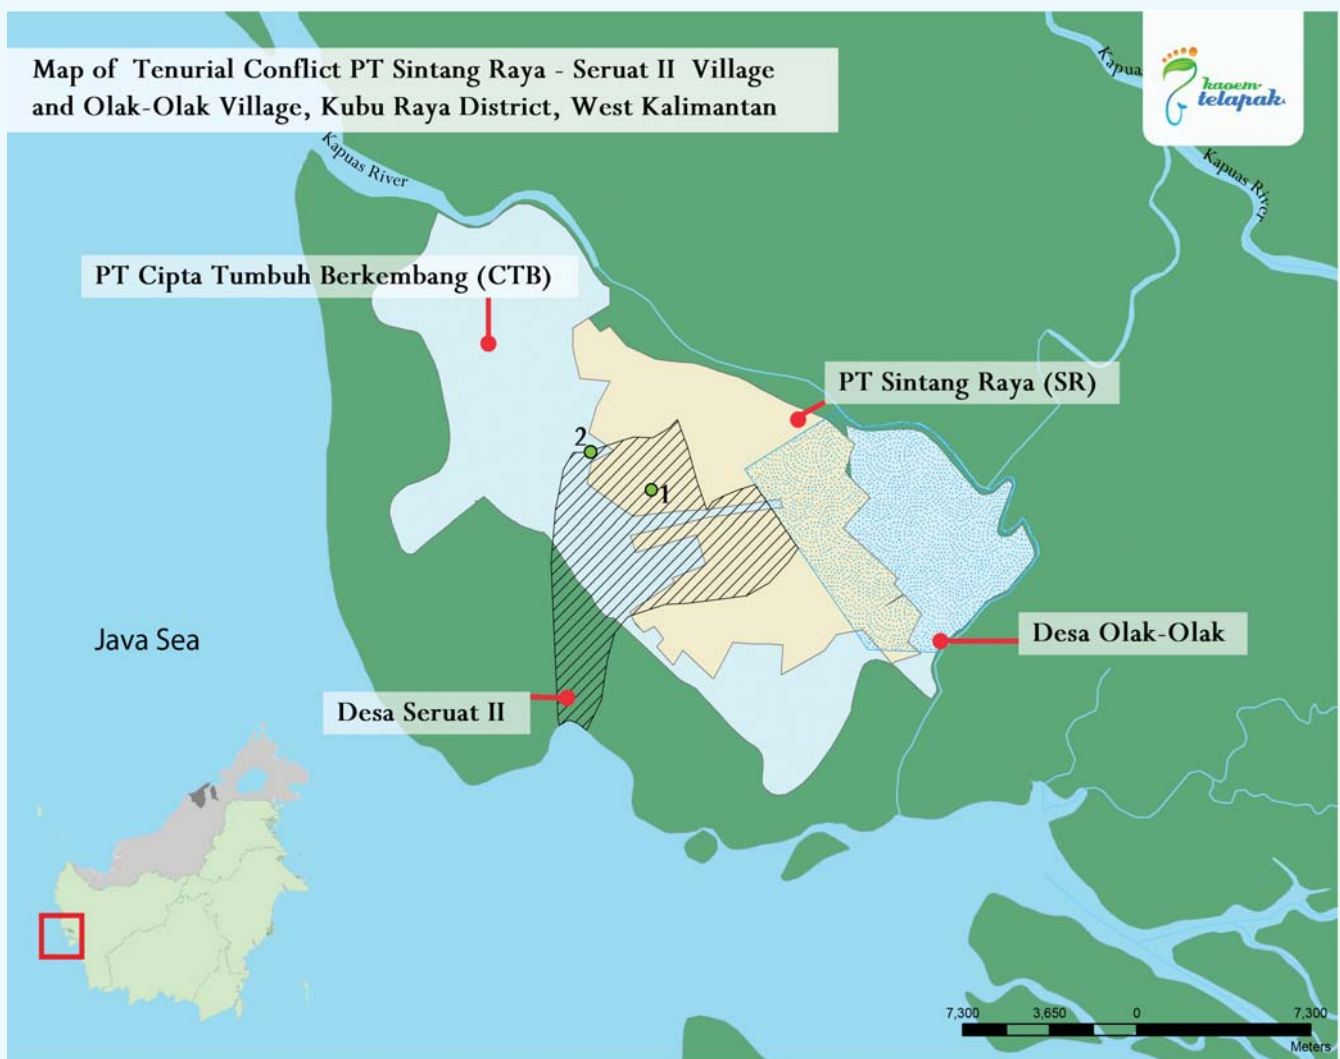 Map of Tenurial Conflict PT Sintang Raya - Seruat II Village
and Olak-Olak Village, Kubu Raya District, West Kalimantan
Kapua
kaoem
telapak
Kapuas River
Kapuas River
PT Cipta Tumbuh Berkembang (CTB)
PT Sintang Raya (SR)
2
1
Java Sea
Desa Olak-Olak
Desa Seruat II
7,300 3,650 0 7,300
Meters